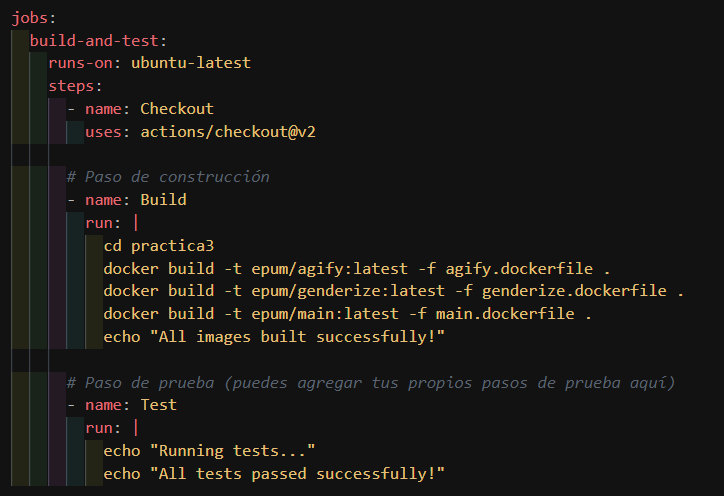 jobs:
build-and-test:
runs-on: ubuntu-latest
steps:
- name: Checkout
uses: actions/checkout@v2
# Paso de construcción
- name: Build
run: |
cd practica3
docker build -t epum/agify:latest -f agify.dockerfile .
docker build -t epum/genderize:latest -f genderize.dockerfile .
docker build -t epum/main:latest -f main.dockerfile .
echo "All images built successfully!"
# Paso de prueba (puedes agregar tus propios pasos de prueba aquí)
- name: Test
run: |
echo "Running tests..."
echo "All tests passed successfully!"